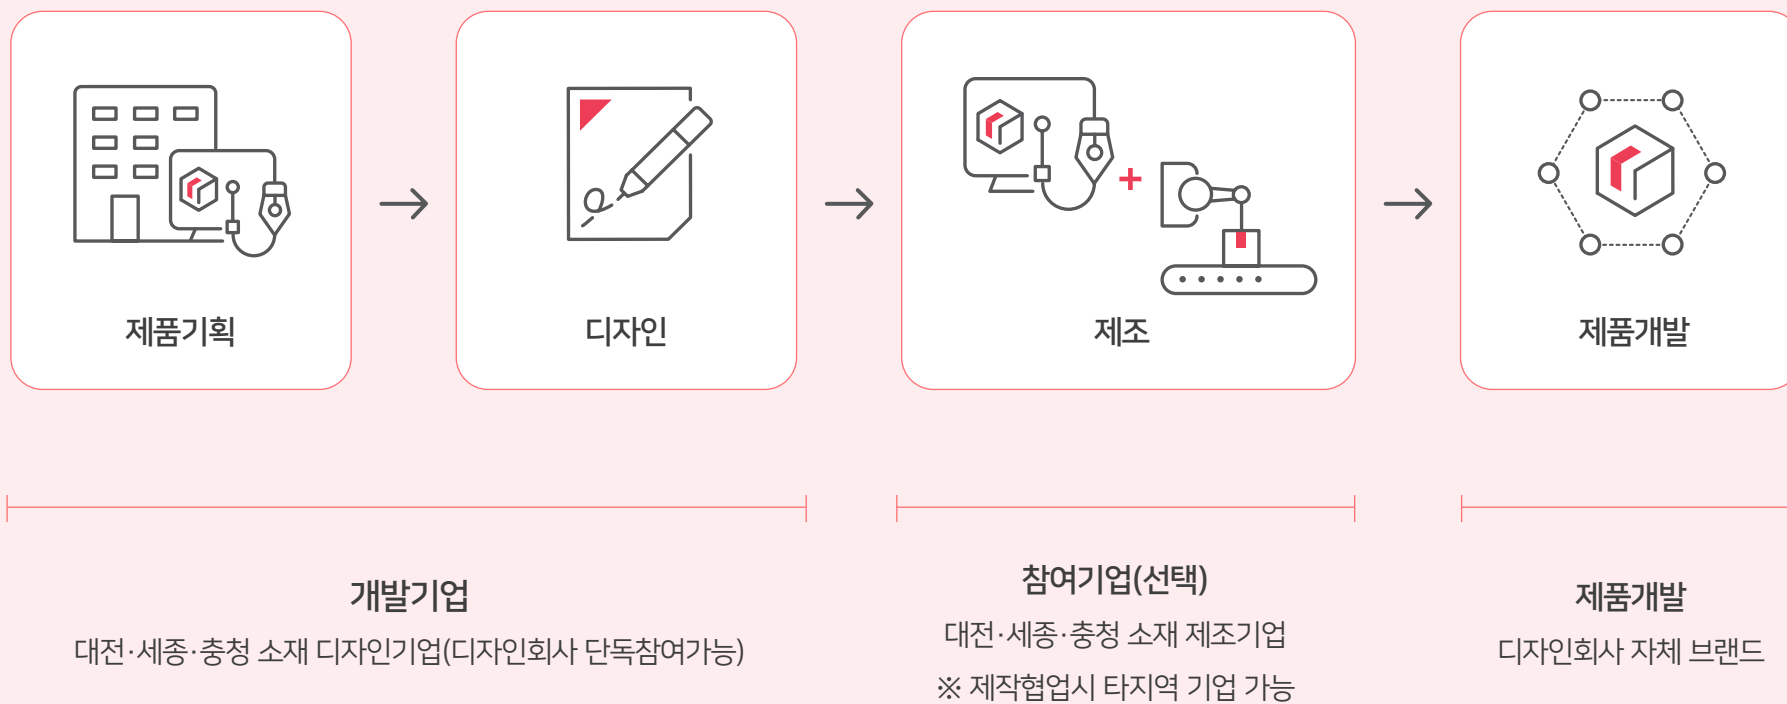 제품기획
디자인
제조
제품개발
개발기업
대전·세종·충청 소재 디자인기업(디자인회사 단독참여가능)
참여기업(선택)
대전·세종·충청 소재 제조기업
※ 제작협업시 타지역 기업 가능
제품개발
디자인회사 자체 브랜드